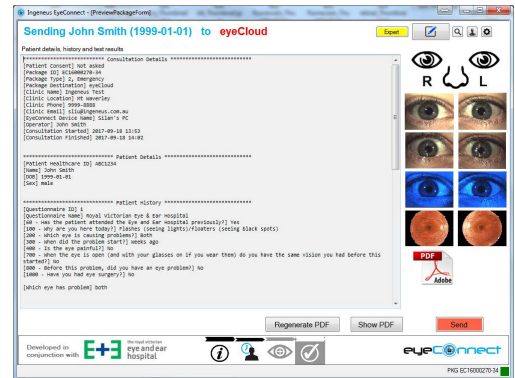 Ingeneus EyeConnect - [PreviewPackageForm]
Sending John Smith (1999-01-01) to eyeCloud
Expert
Patient details, history and test results
*************************** Consultation Details ***************************
[Patient Consent] Not asked
[Package ID] EC16000270-34
[Package Type] 2, Emergency
[Package Destination] eyeCloud
[Clinic Name] Ingeneus Test
[Clinic Location] Mt Waverley
[Clinic Phone] 9999-8888
[Clinic Email] sliu@ingeneus.com.au
[EyeConnect Device Name] Silan's PC
[Operator] John Smith
[Consultation Started] 2017-09-18 13:53
[Consultation Finished] 2017-09-18 14:02
****************************** Patient Details ******************************
[Patient Healthcare ID] ABC1234
[Name] John Smith
[DOB] 1999-01-01
[Sex] male
****************************** Patient History ******************************
[Questionnaire ID] 1
[Questionnaire Name] Royal Victorian Eye & Ear Hospital
[60 - Has the patient attended the Eye and Ear Hospital previously?] Yes
[100 - Why are you here today?] Flashes (seeing lights)/floaters (seeing black spots)
[200 - Which eye is causing problems?] Both
[300 - When did the problem start?] Weeks ago
[400 - Is the eye painful?] No
[700 - When the eye is open (and with your glasses on if you wear them) do you have the same vision you had before this
started?] No
[800 - Before this problem, did you have an eye problem?] No
[1000 - Have you had eye surgery?] No
[Which eye has problem] both
R L
PDF
Adobe
Regenerate PDF
Show PDF
Send
Developed in
conjunction with
E+3
the royal victorian
eye and ear
hospital
i
eyeConnect
PKG EC16000270-34